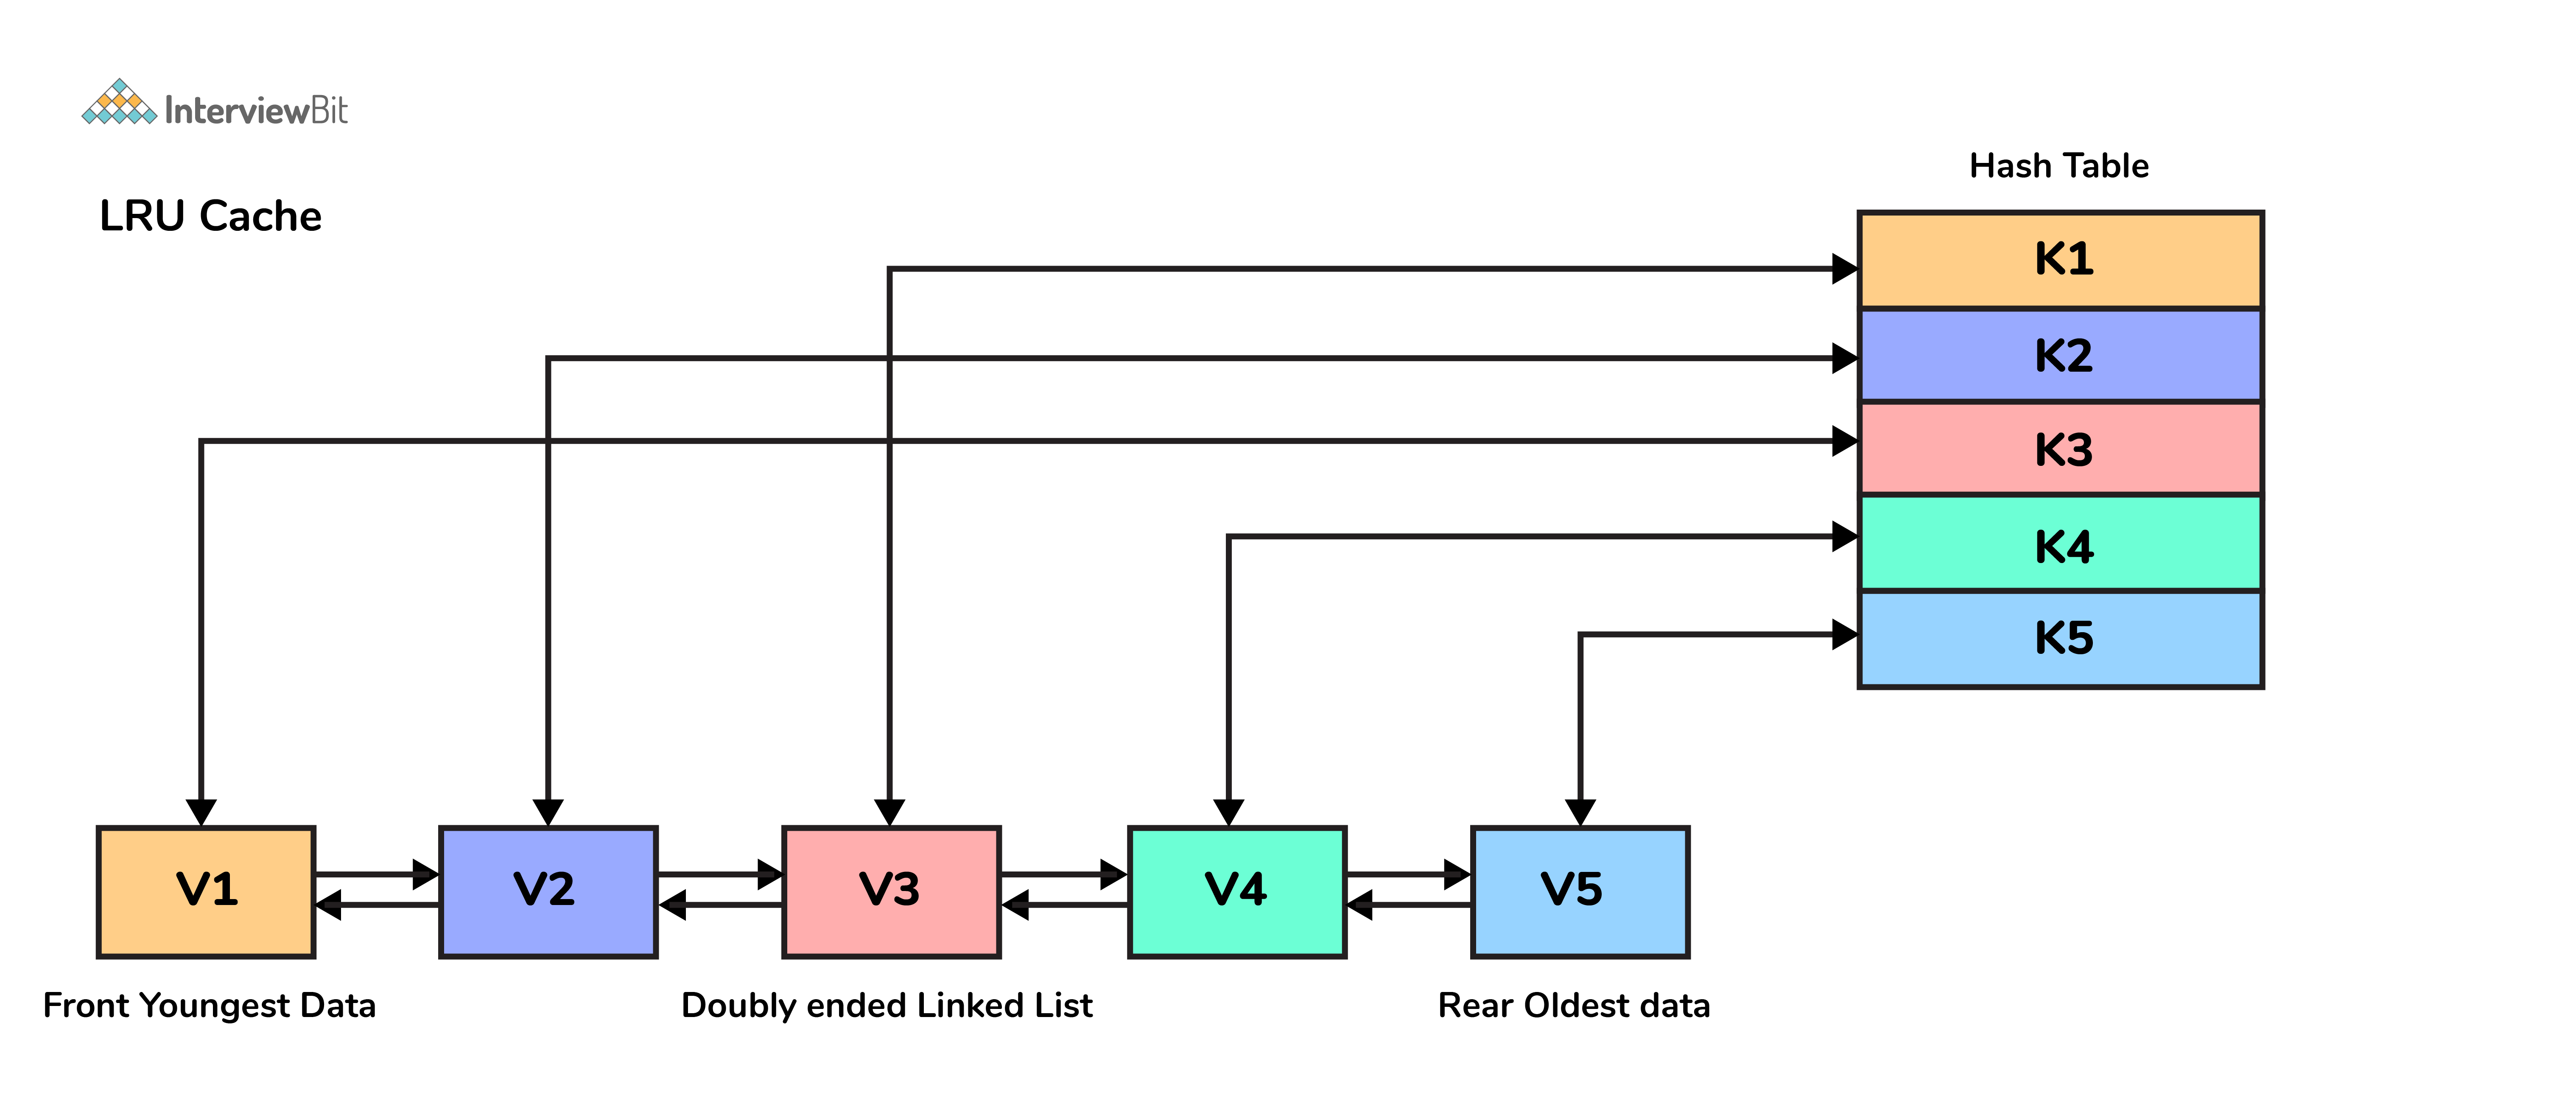 InterviewBit
LRU Cache
Hash Table
K1
K2
K3
K4
K5
V1
V2
V3
V4
V5
Front Youngest Data
Doubly ended Linked List
Rear Oldest data